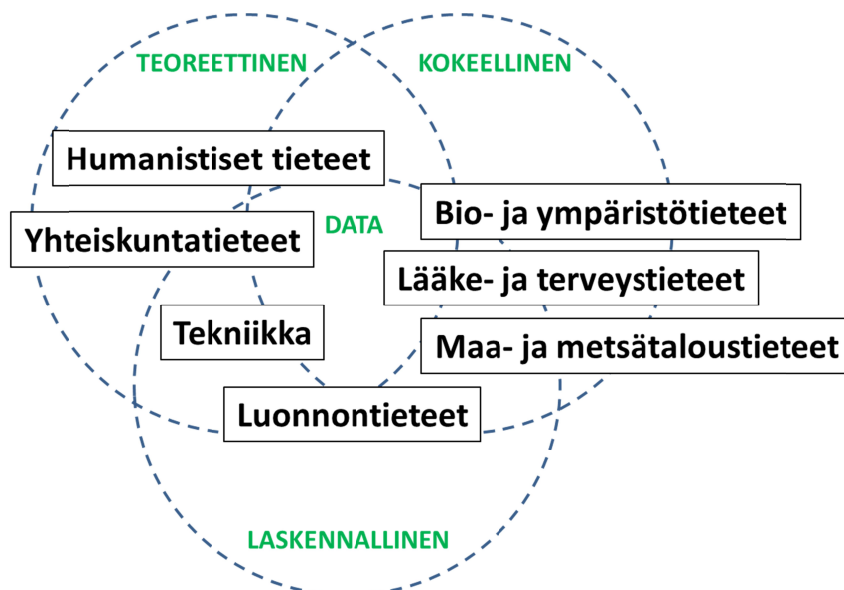 TEOREETTINEN
KOKEELLINEN
Humanistiset tieteet
Bio- ja ympäristötieteet
Yhteiskuntatieteet
DATA
Lääke- ja terveystieteet
Tekniikka
Maa- ja metsätaloustieteet
Luonnontieteet
LASKENNALLINEN